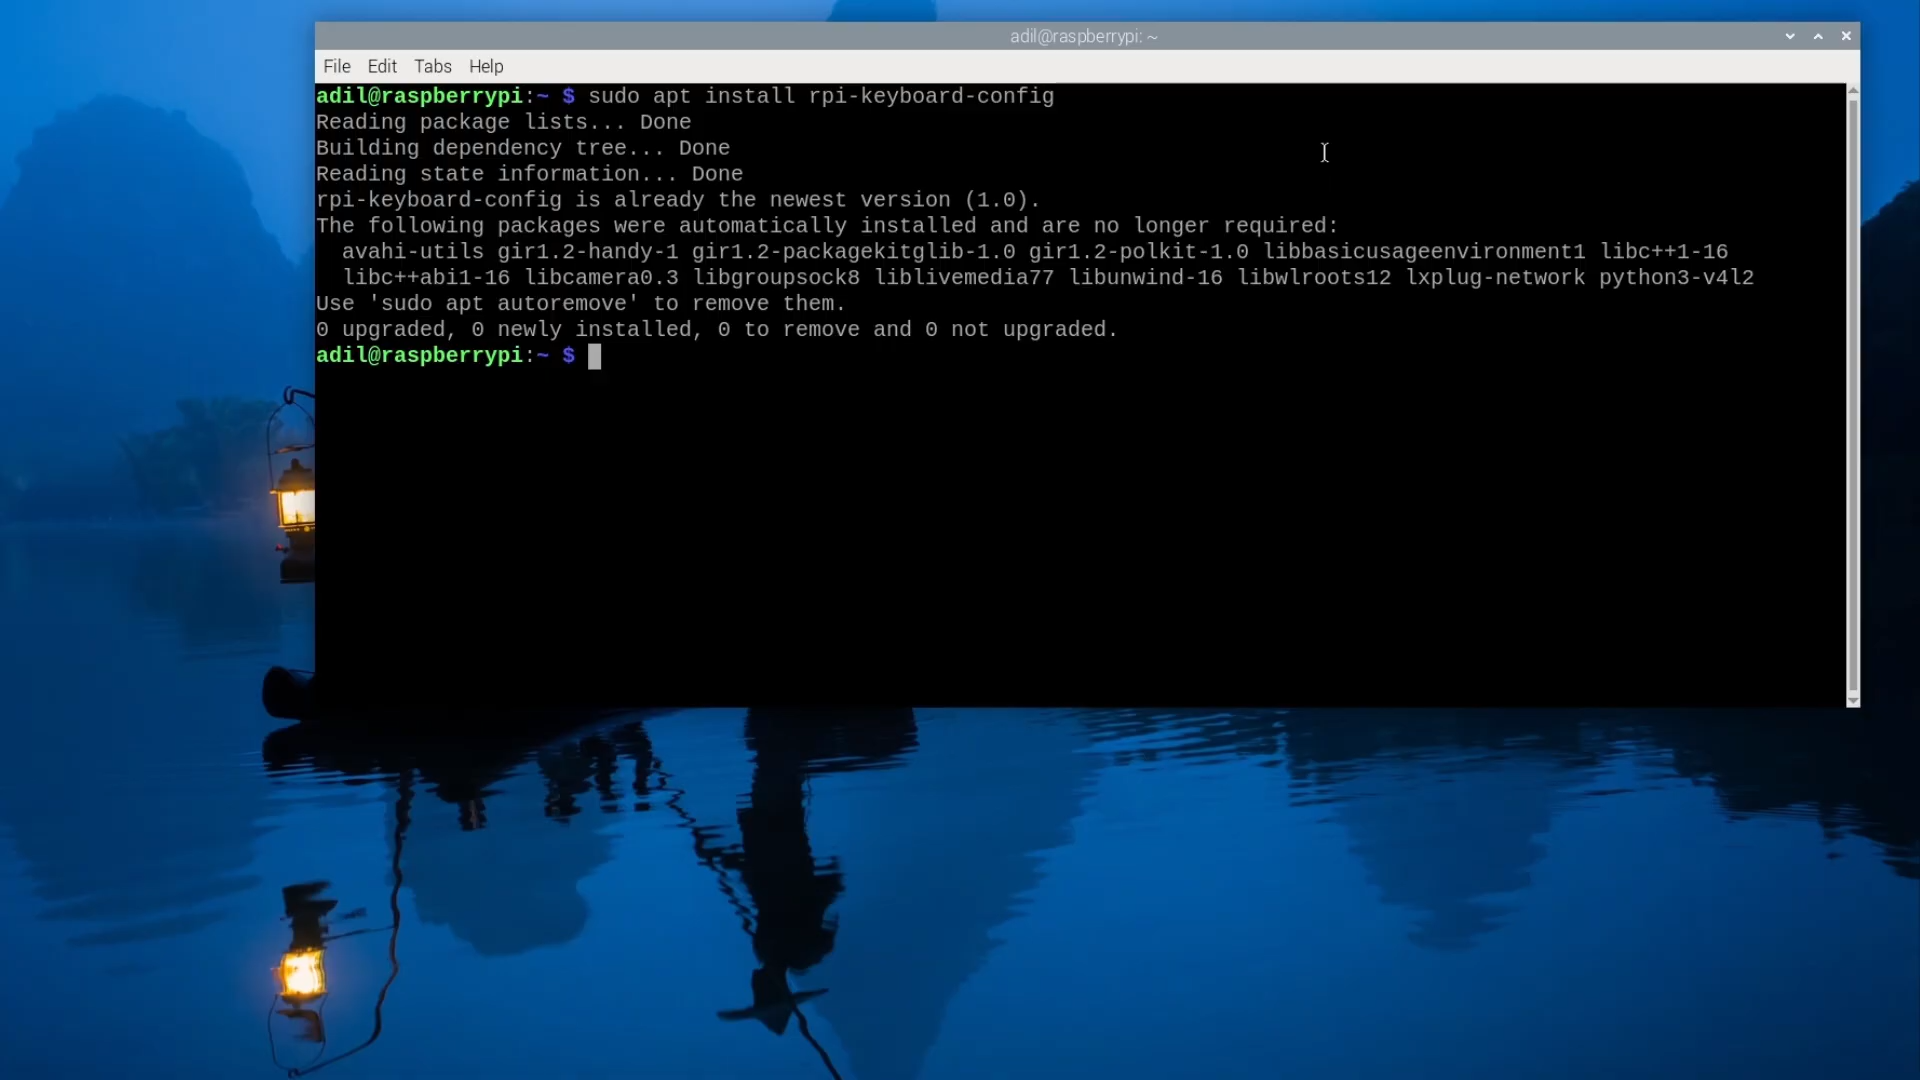 adil@raspberrypi: ~
File Edit Tabs Help
adil@raspberrypi:~ $ sudo apt install rpi-keyboard-config
Reading package lists... Done
Building dependency tree... Done
Reading state information... Done
rpi-keyboard-config is already the newest version (1.0).
The following packages were automatically installed and are no longer required:
  avahi-utils gir1.2-handy-1 gir1.2-packagekitglib-1.0 gir1.2-polkit-1.0 libbasicusageenvironment1 libc++1-16
  libc++abi1-16 libcamera0.3 libgroupsock8 liblivemedia77 libunwind-16 libwlroots12 lxplug-network python3-v4l2
Use 'sudo apt autoremove' to remove them.
0 upgraded, 0 newly installed, 0 to remove and 0 not upgraded.
adil@raspberrypi:~ $